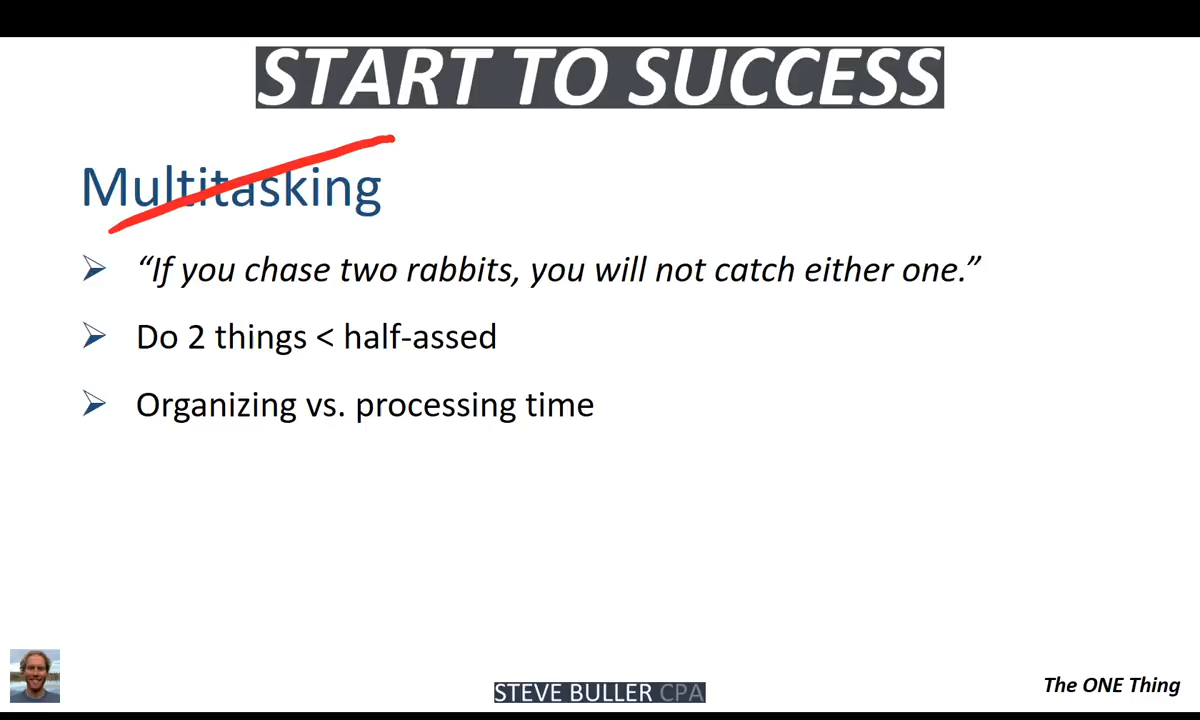 START TO SUCCESS
Multitasking
“If you chase two rabbits, you will not catch either one.”
Do 2 things < half-assed
Organizing vs. processing time
STEVE BULLER CPA
The ONE Thing